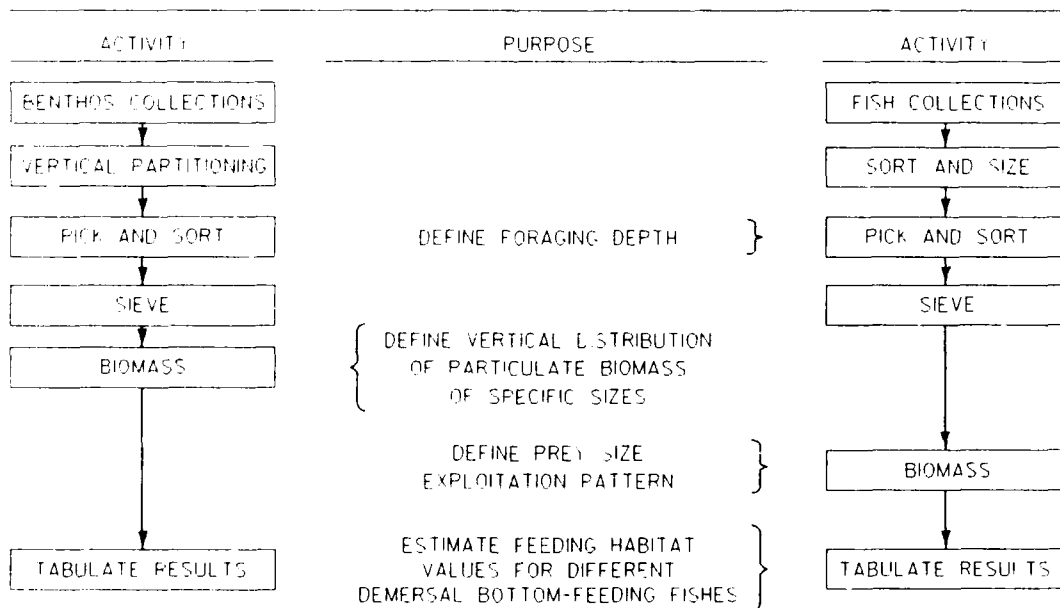 ACTIVITY PURPOSE ACTIVITY
BENTHOS COLLECTIONS FISH COLLECTIONS
VERTICAL PARTITIONING SORT AND SIZE
PICK AND SORT DEFINE FORAGING DEPTH PICK AND SORT
SIEVE SIEVE
DEFINE VERTICAL DISTRIBUTION
BIOMASS OF PARTICULATE BIOMASS
OF SPECIFIC SIZES
DEFINE PREY SIZE
EXPLOITATION PATTERN BIOMASS
ESTIMATE FEEDING HABITAT
TABULATE RESULTS VALUES FOR DIFFERENT TABULATE RESULTS
DEMERSAL BOTTOM-FEEDING FISHES